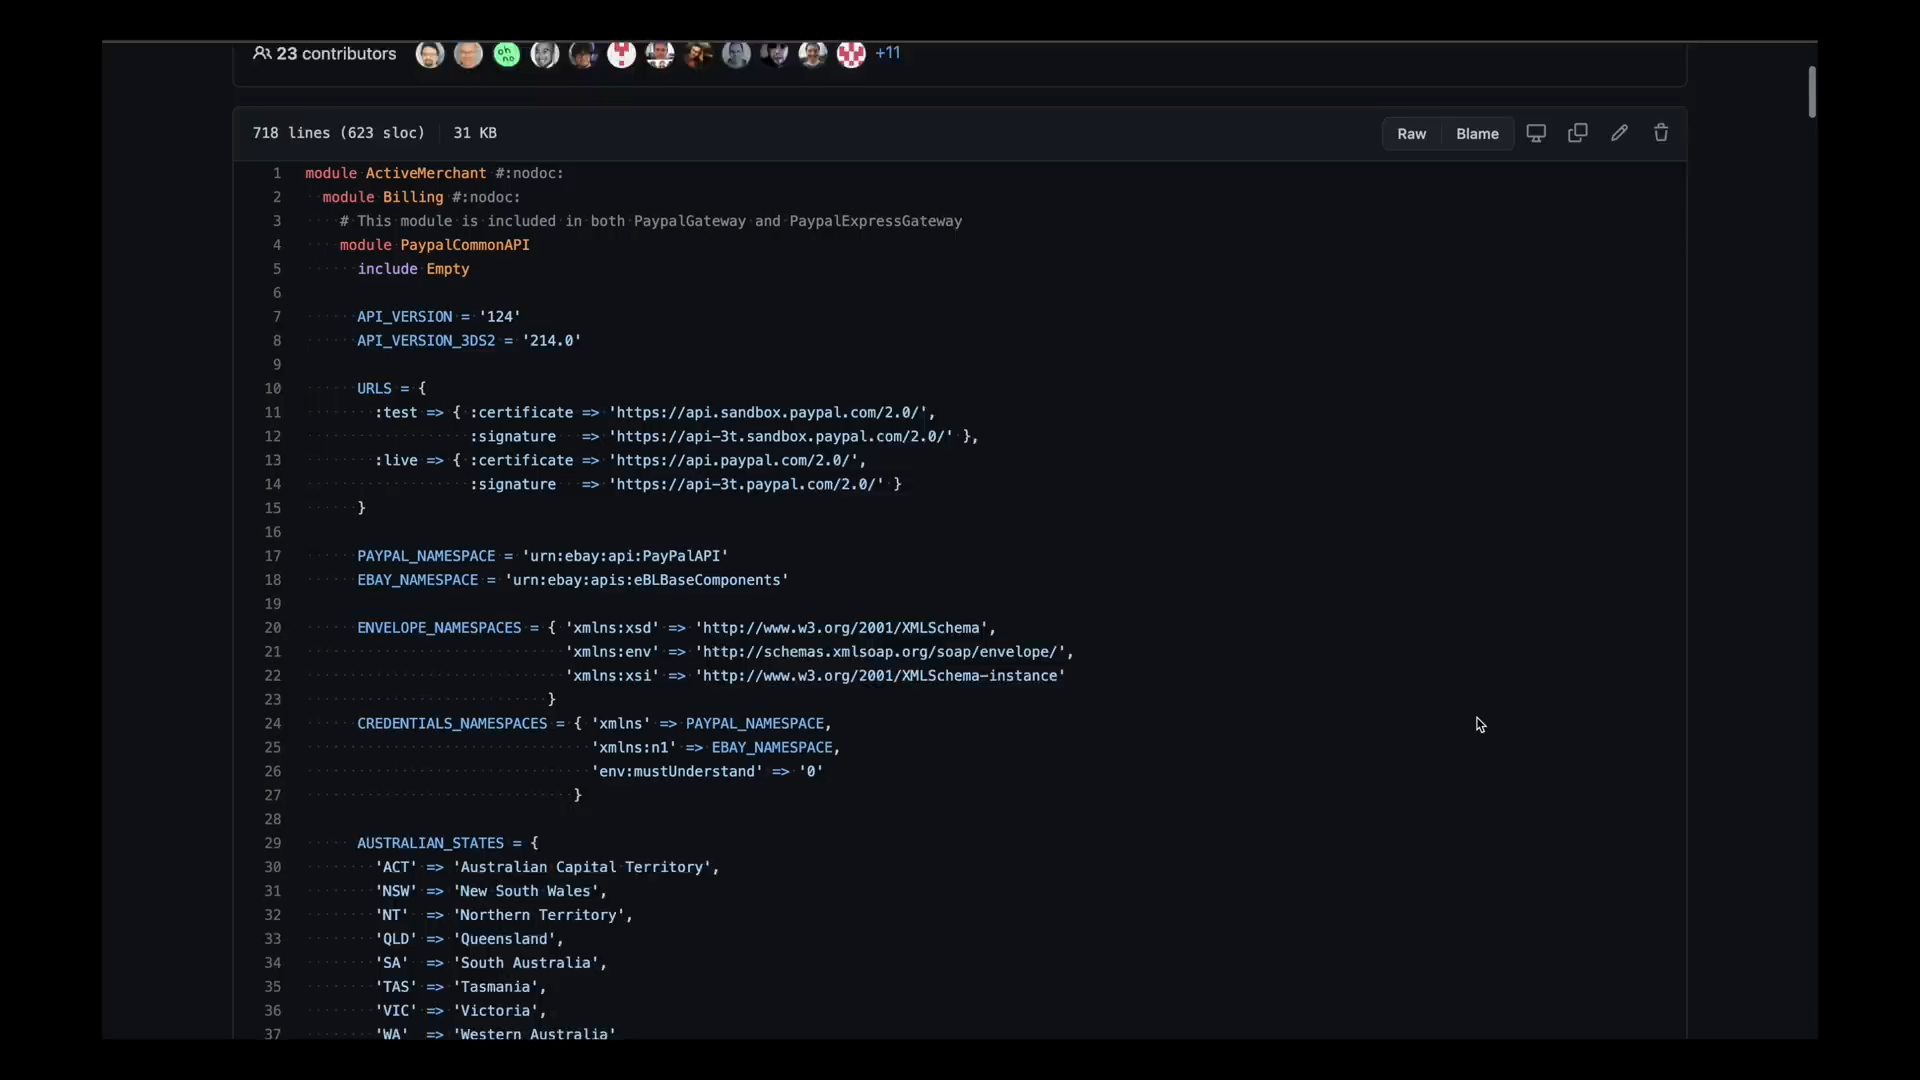 23 contributors +11
718 lines (623 sloc) 31 KB Raw Blame
1 module ActiveMerchant #:nodoc:
2 module Billing #:nodoc:
3 # This module is included in both PaypalGateway and PaypalExpressGateway
4 module PaypalCommonAPI
5 include Empty
6
7 API_VERSION = '124'
8 API_VERSION_3DS2 = '214.0'
9
10 URLS = {
11 :test => { :certificate => 'https://api.sandbox.paypal.com/2.0/',
12 :signature => 'https://api-3t.sandbox.paypal.com/2.0/' },
13 :live => { :certificate => 'https://api.paypal.com/2.0/',
14 :signature => 'https://api-3t.paypal.com/2.0/' }
15 }
16
17 PAYPAL_NAMESPACE = 'urn:ebay:api:PayPalAPI'
18 EBAY_NAMESPACE = 'urn:ebay:apis:eBLBaseComponents'
19
20 ENVELOPE_NAMESPACES = { 'xmlns:xsd' => 'http://www.w3.org/2001/XMLSchema',
21 'xmlns:env' => 'http://schemas.xmlsoap.org/soap/envelope/',
22 'xmlns:xsi' => 'http://www.w3.org/2001/XMLSchema-instance'
23 }
24 CREDENTIALS_NAMESPACES = { 'xmlns' => PAYPAL_NAMESPACE,
25 'xmlns:n1' => EBAY_NAMESPACE,
26 'env:mustUnderstand' => '0'
27 }
28
29 AUSTRALIAN_STATES = {
30 'ACT' => 'Australian Capital Territory',
31 'NSW' => 'New South Wales',
32 'NT' => 'Northern Territory',
33 'QLD' => 'Queensland',
34 'SA' => 'South Australia',
35 'TAS' => 'Tasmania',
36 'VIC' => 'Victoria',
37 'WA' => 'Western Australia'